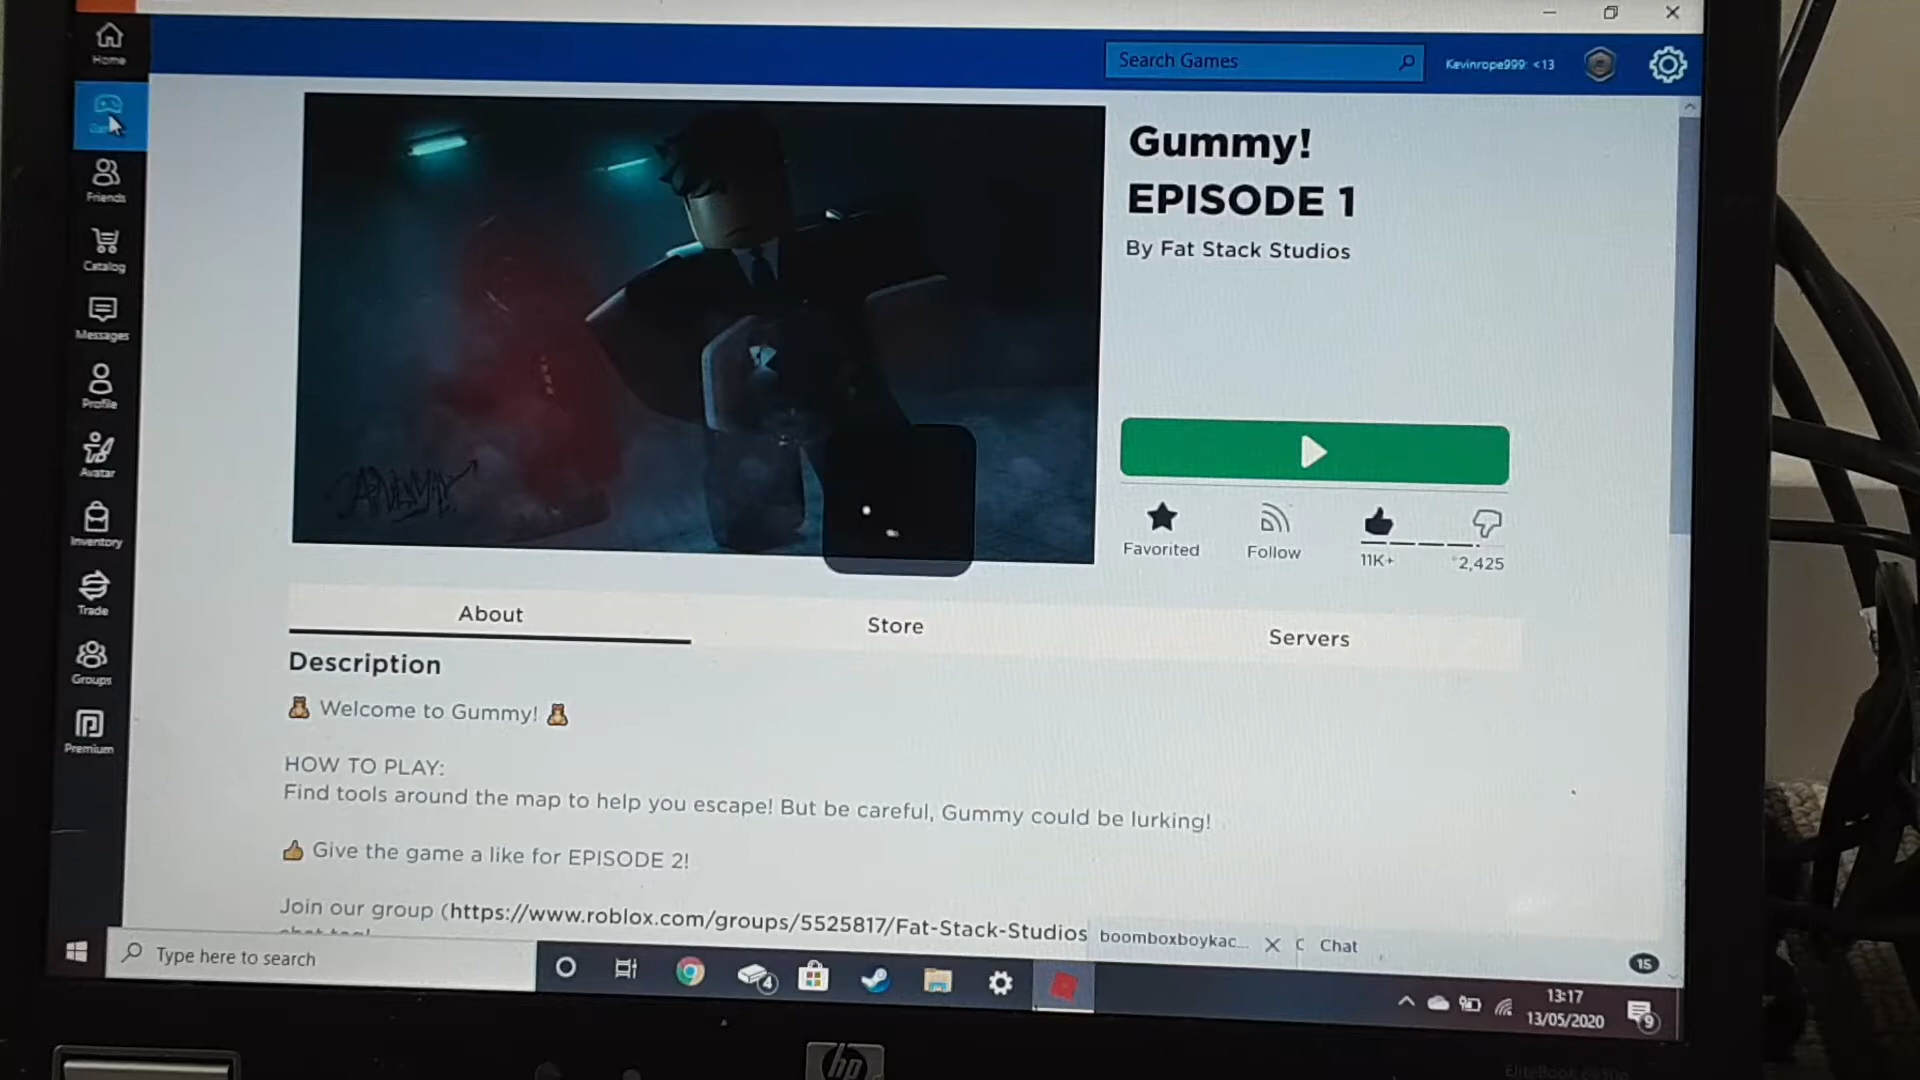 Home
Search Games
Kevinrope999: <13
Friends
Catalog
Messages
Profile
Avatar
Inventory
Trade
Groups
Premium
Gummy!
EPISODE 1
By Fat Stack Studios
Favorited
Follow
11K+
2,425
About
Store
Servers
Description
Welcome to Gummy!
HOW TO PLAY:
Find tools around the map to help you escape! But be careful, Gummy could be lurking!
Give the game a like for EPISODE 2!
Join our group (https://www.roblox.com/groups/5525817/Fat-Stack-Studios
boomboxboykac...
Chat
15
Type here to search
4
13:17
13/05/2020
9
hp
EliteBook